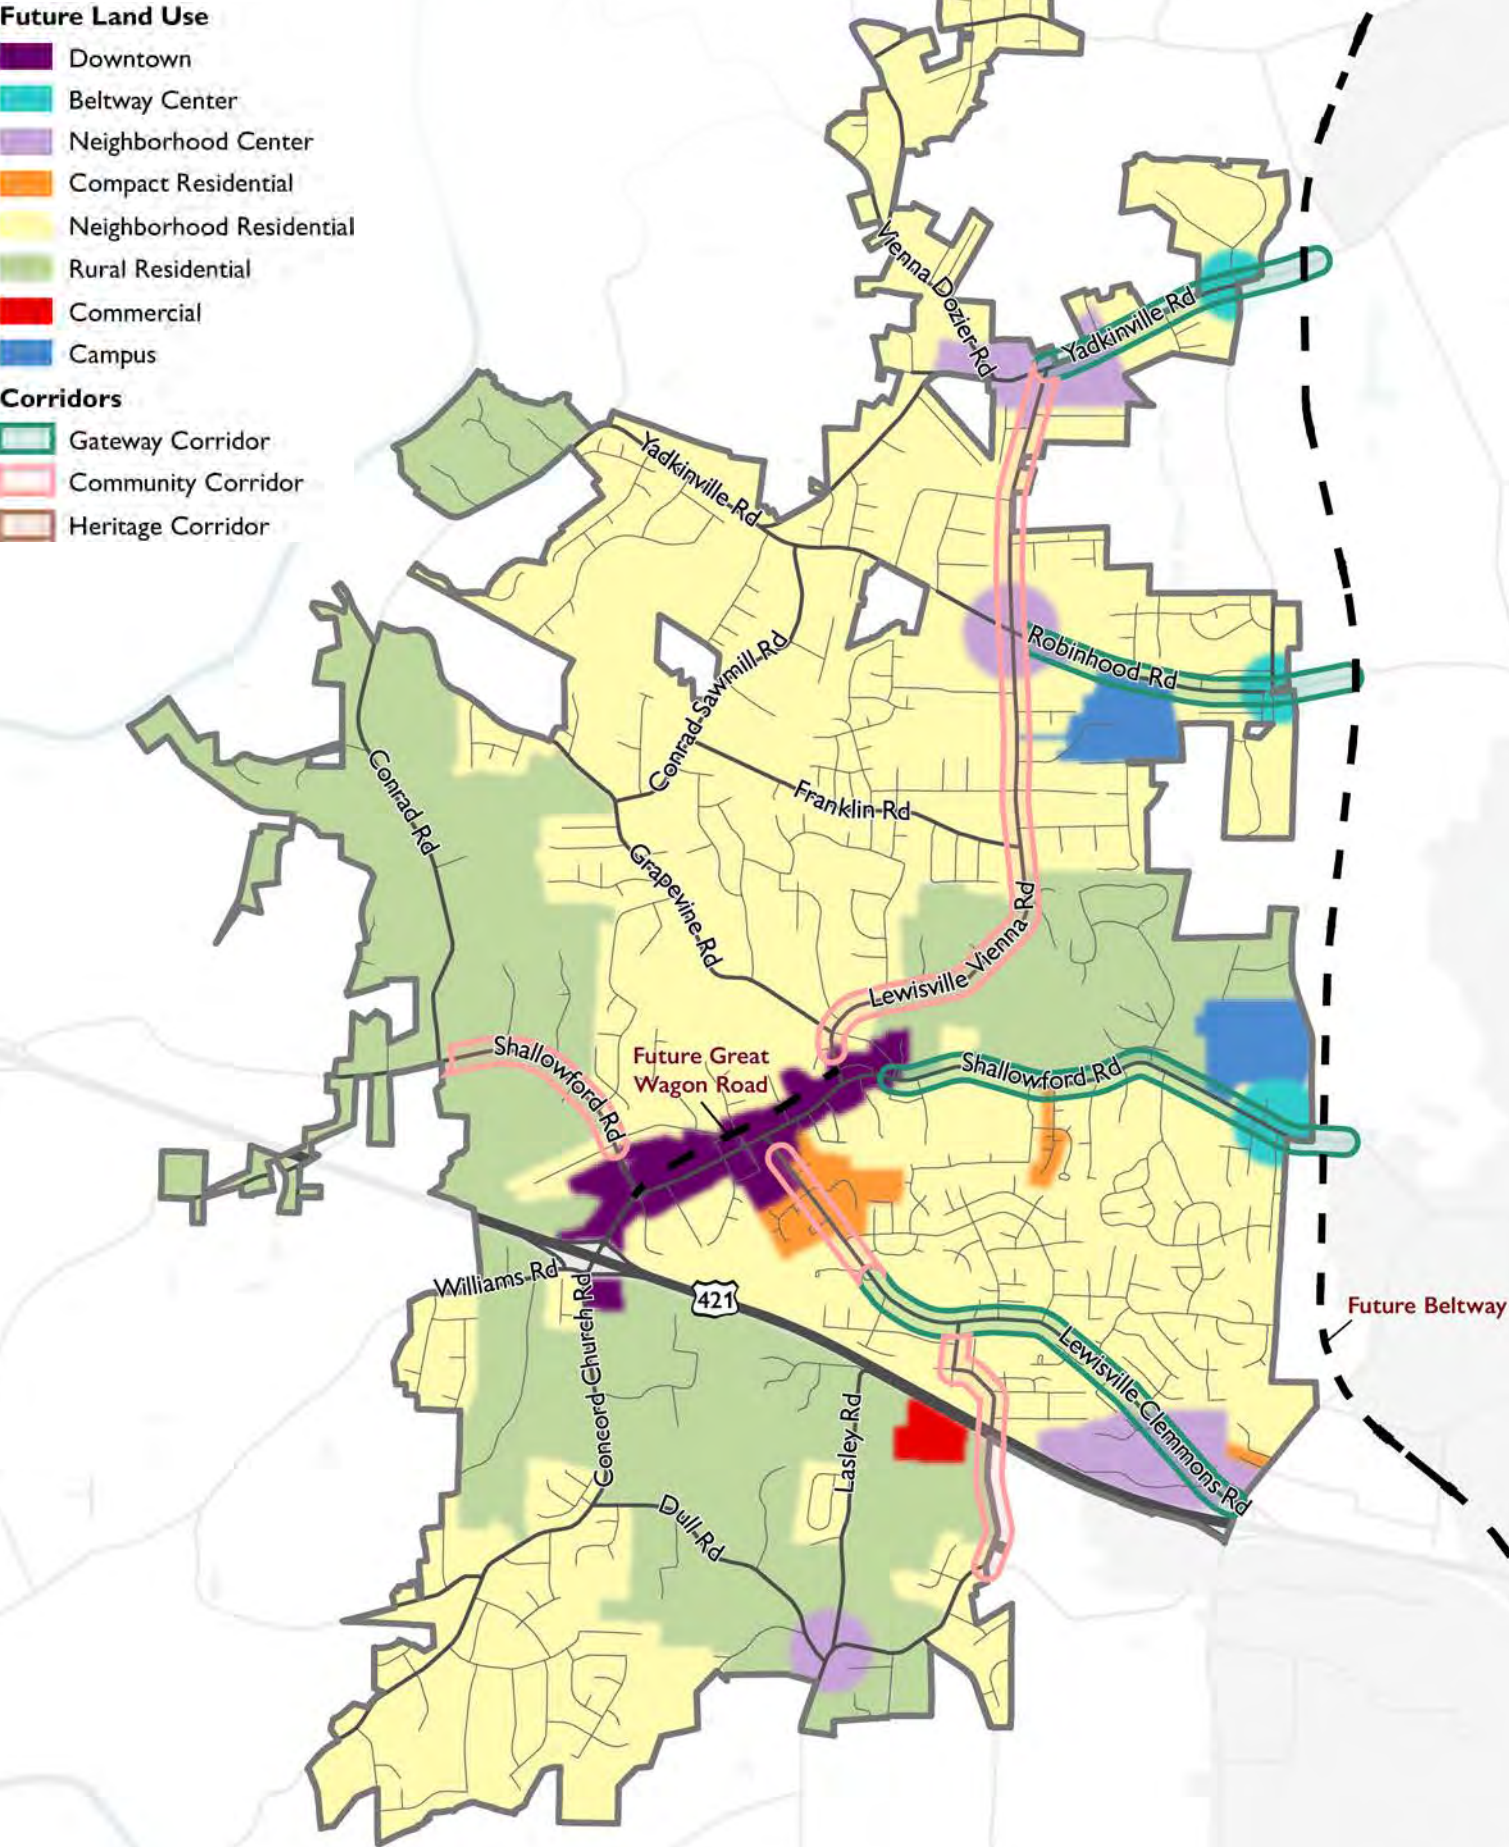 Future Land Use
Downtown
Beltway Center
Neighborhood Center
Compact Residential
Neighborhood Residential
Rural Residential
Commercial
Campus
Corridors
Gateway Corridor
Community Corridor
Heritage Corridor
Vienna Dozier Rd
Yadkinville Rd
Yadkinville Rd
Robinhood Rd
Conrad Sawmill Rd
Conrad Rd
Franklin Rd
Grapevine Rd
Lewisville Vienna Rd
Shallowford Rd
Future Great
Wagon Road
Shallowford Rd
Williams Rd
421
Future Beltway
Concord Church Rd
Lewisville-Clemmons Rd
Lasley Rd
Dull Rd